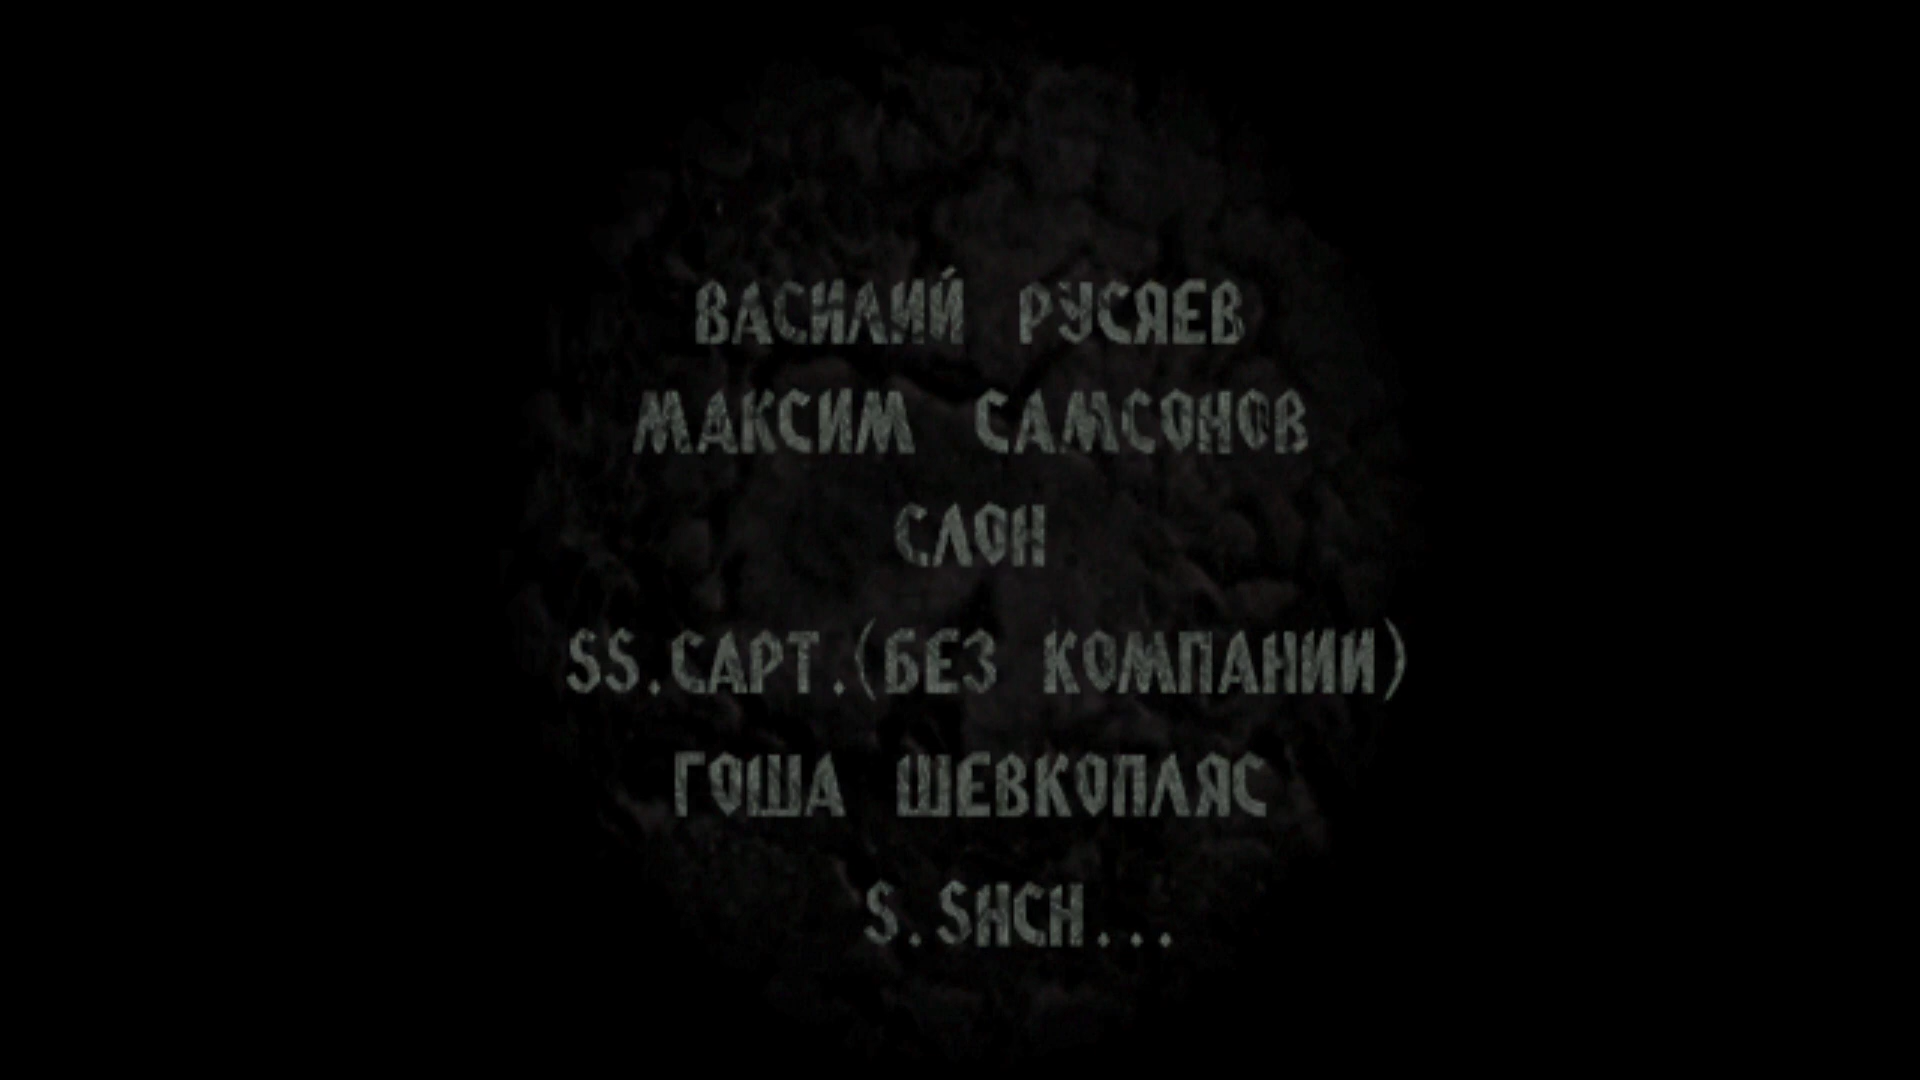 ВАСИЛИЙ РУСЯЕВ
МАКСИМ САМСОНОВ
СЛОН
SS.CAPT.(БЕЗ КОМПАНИИ)
ГОША ШЕВКОПЛЯС
S.SHCH...